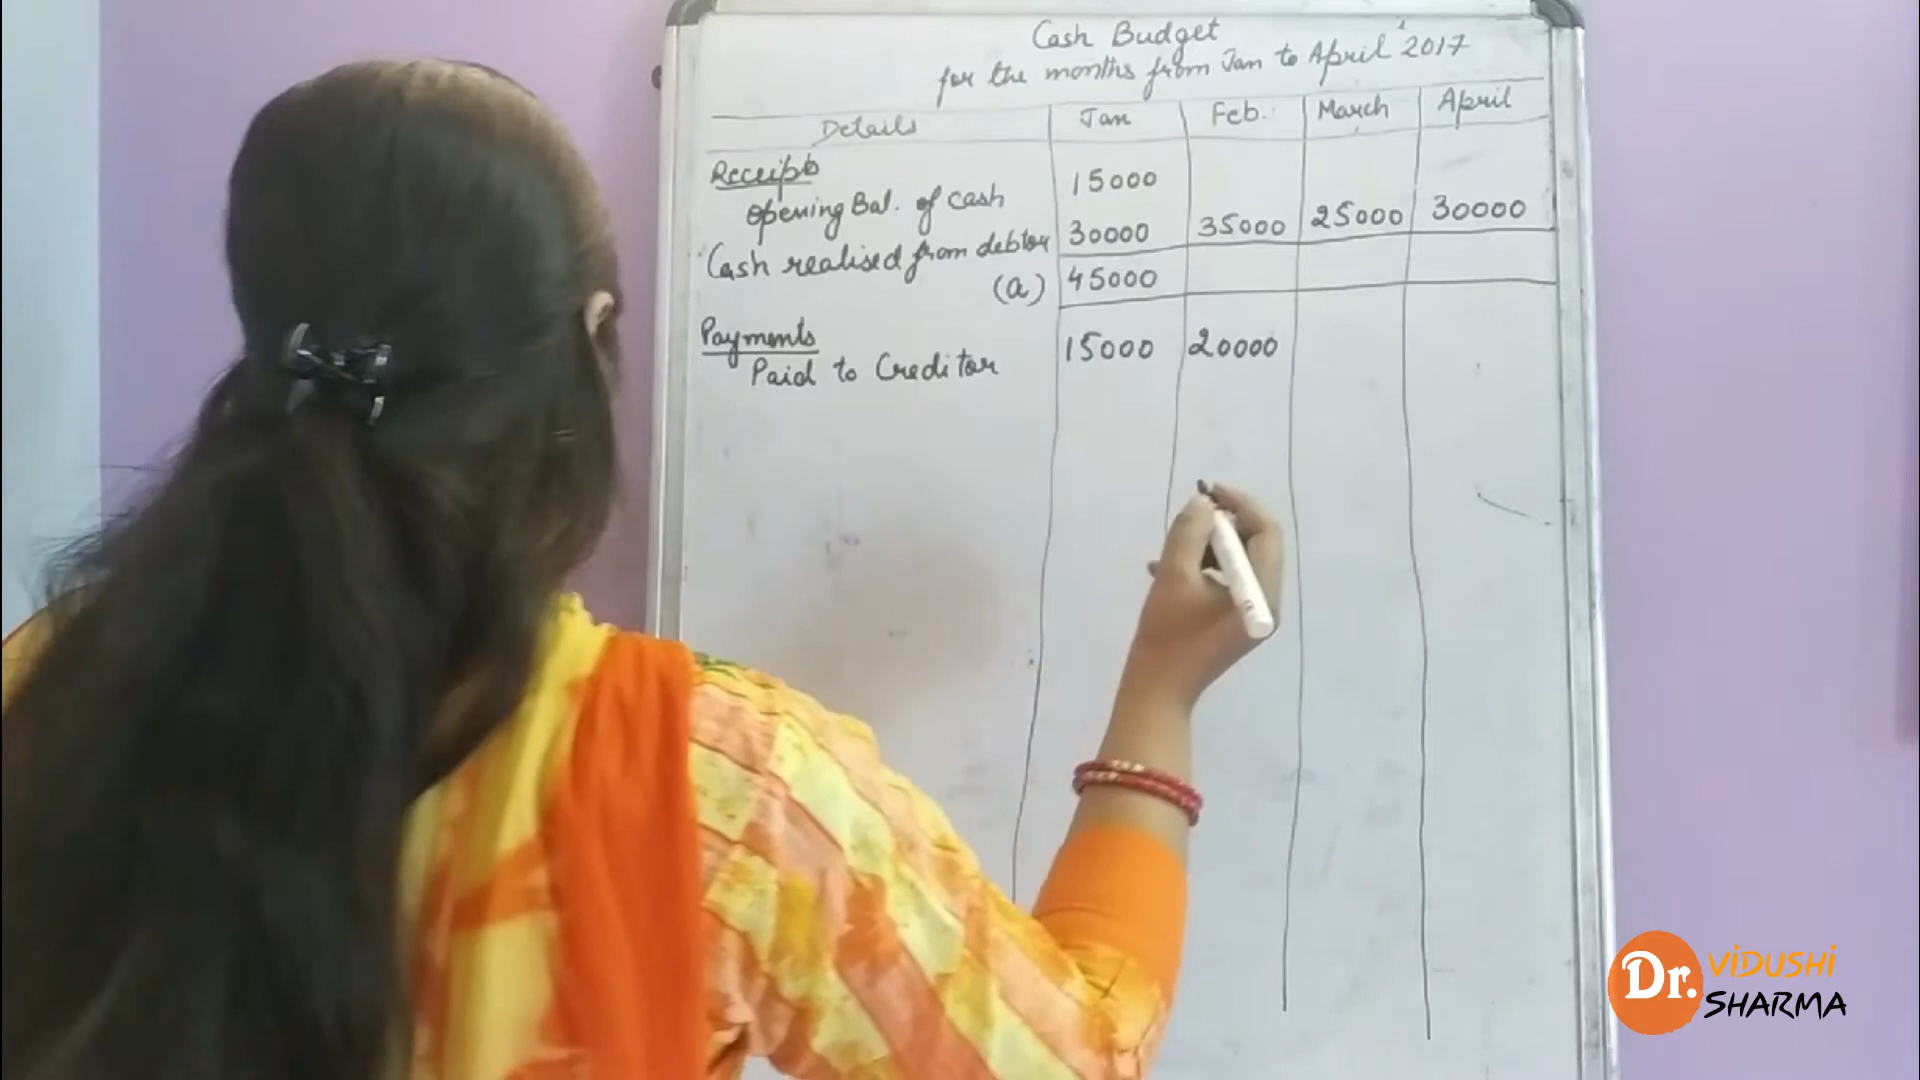 Cash Budget
for the months from Jan to April' 2017
Details Jan Feb. March April
Receipts
Opening Bal. of cash 15000
Cash realised from debtor 30000 35000 25000 30000
(a) 45000
Payments
Paid to Creditor 15000 20000
Dr. ViDUSHi
SHARMA